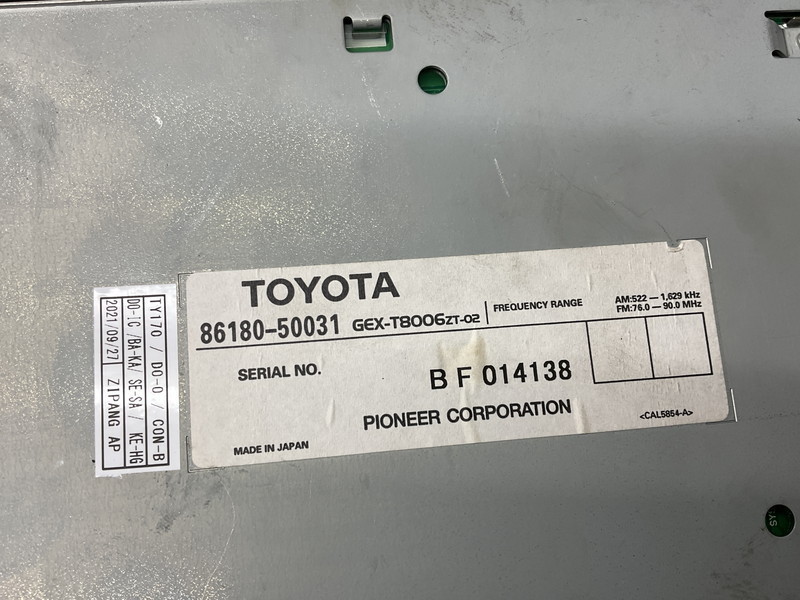 TOYOTA
86180-50031 GEX-T8006ZT-02
FREQUENCY RANGE
AM:522 — 1,629 kHz
FM:76.0 — 90.0 MHz
SERIAL NO.
B F 014138
PIONEER CORPORATION
<CAL5854-A>
MADE IN JAPAN
TY170 / DO-O / CON-B
DO-IC /BA-KA/ SE-SA / KE-HG
2021/09/27 ZIPANG AP
SA